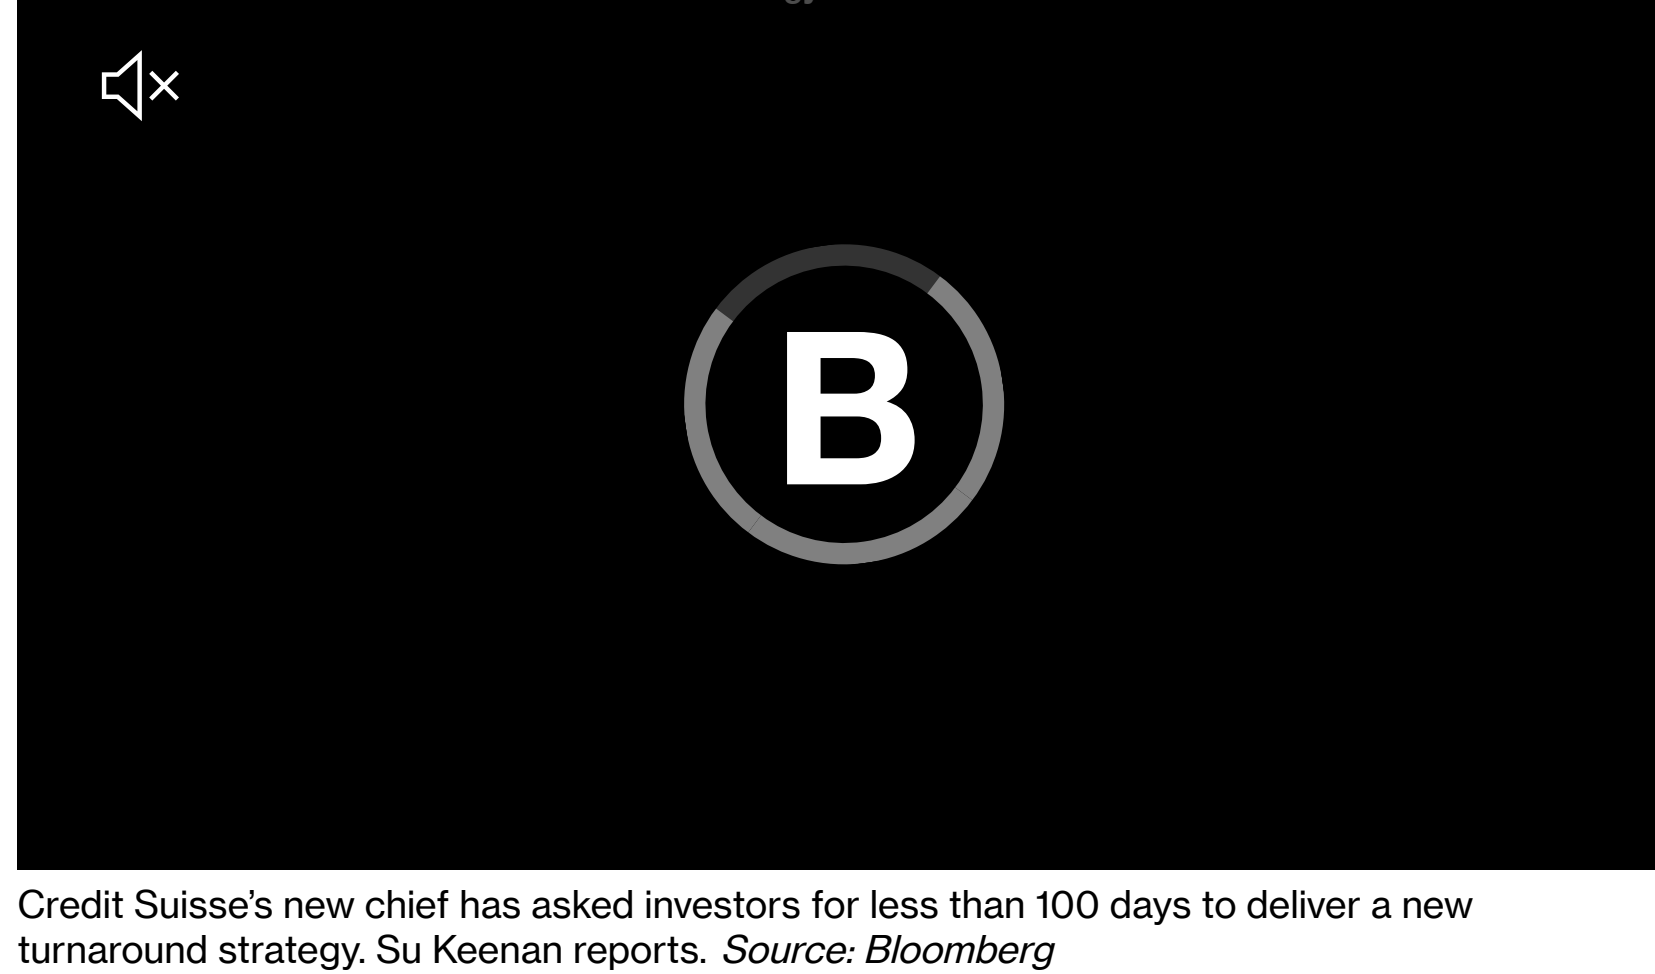 B
Credit Suisse’s new chief has asked investors for less than 100 days to deliver a new
turnaround strategy. Su Keenan reports. Source: Bloomberg